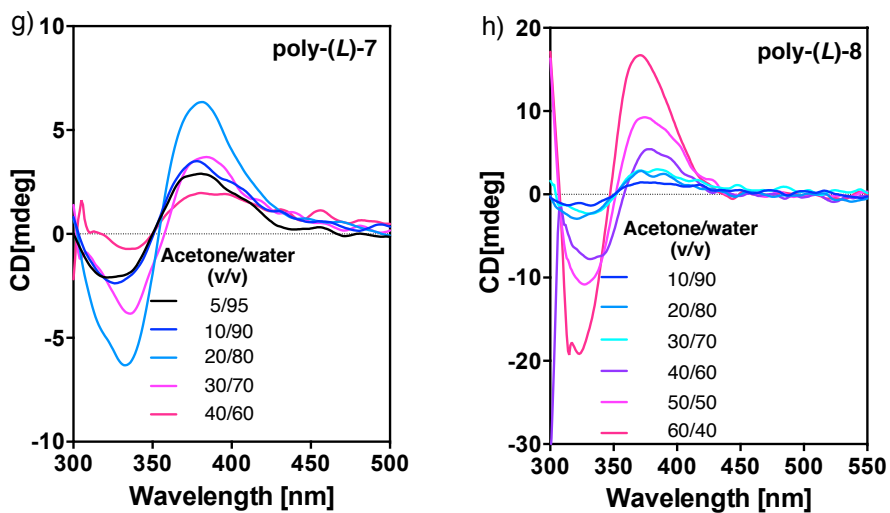 g)
poly-(L)-7
CD[mdeg]
10
5
0
-5
-10
Acetone/water
(v/v)
5/95
10/90
20/80
30/70
40/60
300 350 400 450 500
Wavelength [nm]
h)
poly-(L)-8
CD[mdeg]
20
10
0
-10
-20
-30
Acetone/water
(v/v)
10/90
20/80
30/70
40/60
50/50
60/40
300 350 400 450 500 550
Wavelength [nm]